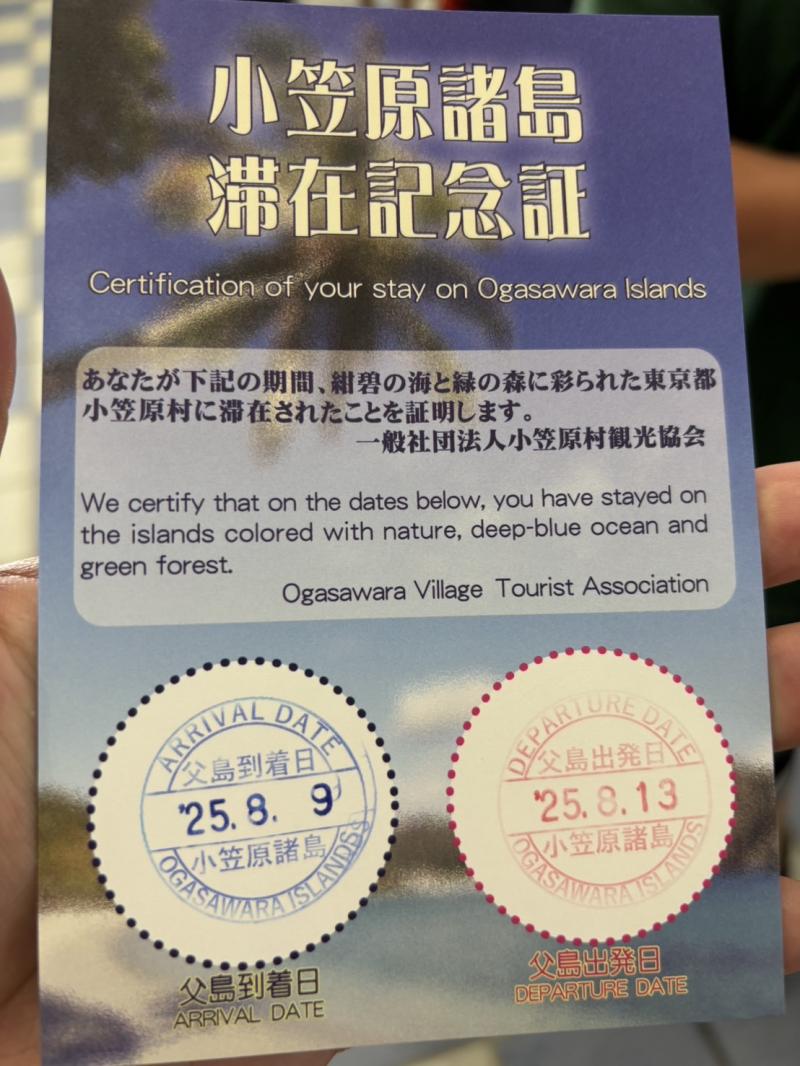 小笠原諸島
滞在記念証
Certification of your stay on Ogasawara Islands
あなたが下記の期間、紺碧の海と緑の森に彩られた東京都
小笠原村に滞在されたことを証明します。
一般社団法人小笠原村観光協会
We certify that on the dates below, you have stayed on
the islands colored with nature, deep-blue ocean and
green forest.
Ogasawara Village Tourist Association
ARRIVAL DATE
父島到着日
'25.8. 9
小笠原諸島
OGASAWARA ISLANDS
父島到着日
ARRIVAL DATE
DEPARTURE DATE
父島出発日
'25.8.13
小笠原諸島
OGASAWARA ISLANDS
父島出発日
DEPARTURE DATE